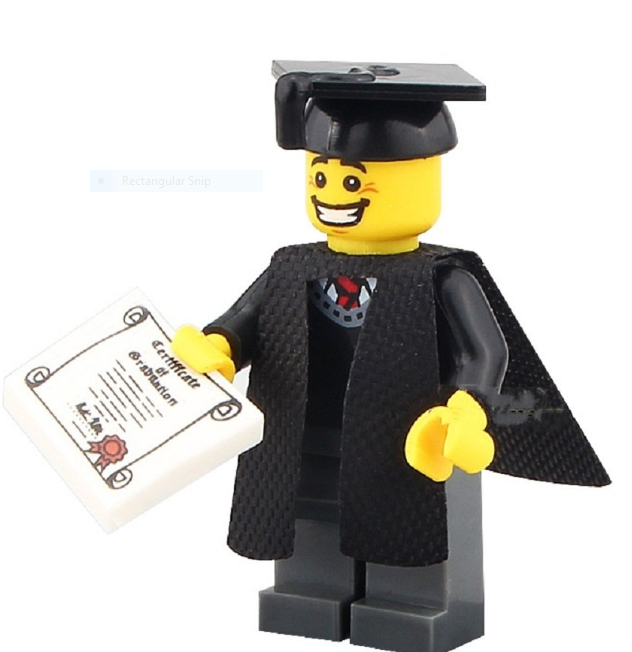 Rectangular Snip
Certificate
of
Graduation